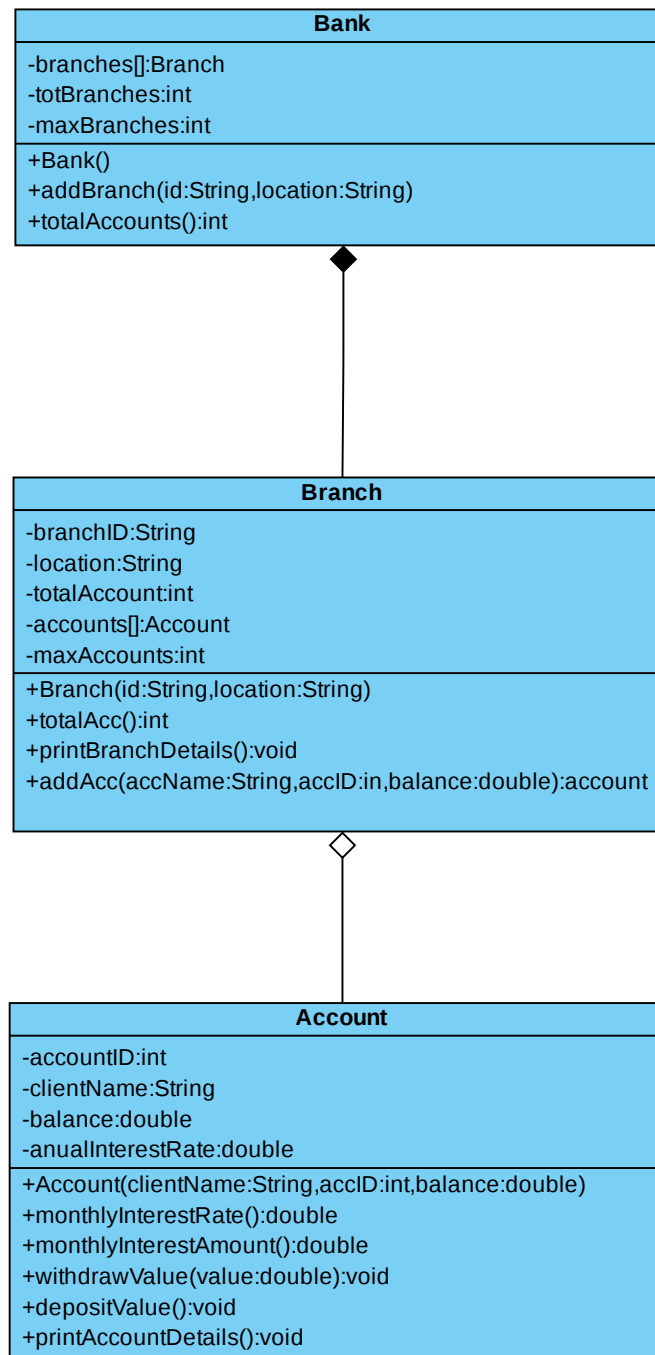 Bank
-branches[]:Branch
-totBranches:int
-maxBranches:int
+Bank()
+addBranch(id:String,location:String)
+totalAccounts():int
Branch
-branchID:String
-location:String
-totalAccount:int
-accounts[]:Account
-maxAccounts:int
+Branch(id:String,location:String)
+totalAcc():int
+printBranchDetails():void
+addAcc(accName:String,accID:in,balance:double):account
Account
-accountID:int
-clientName:String
-balance:double
-anualInterestRate:double
+Account(clientName:String,accID:int,balance:double)
+monthlyInterestRate():double
+monthlyInterestAmount():double
+withdrawValue(value:double):void
+depositValue():void
+printAccountDetails():void